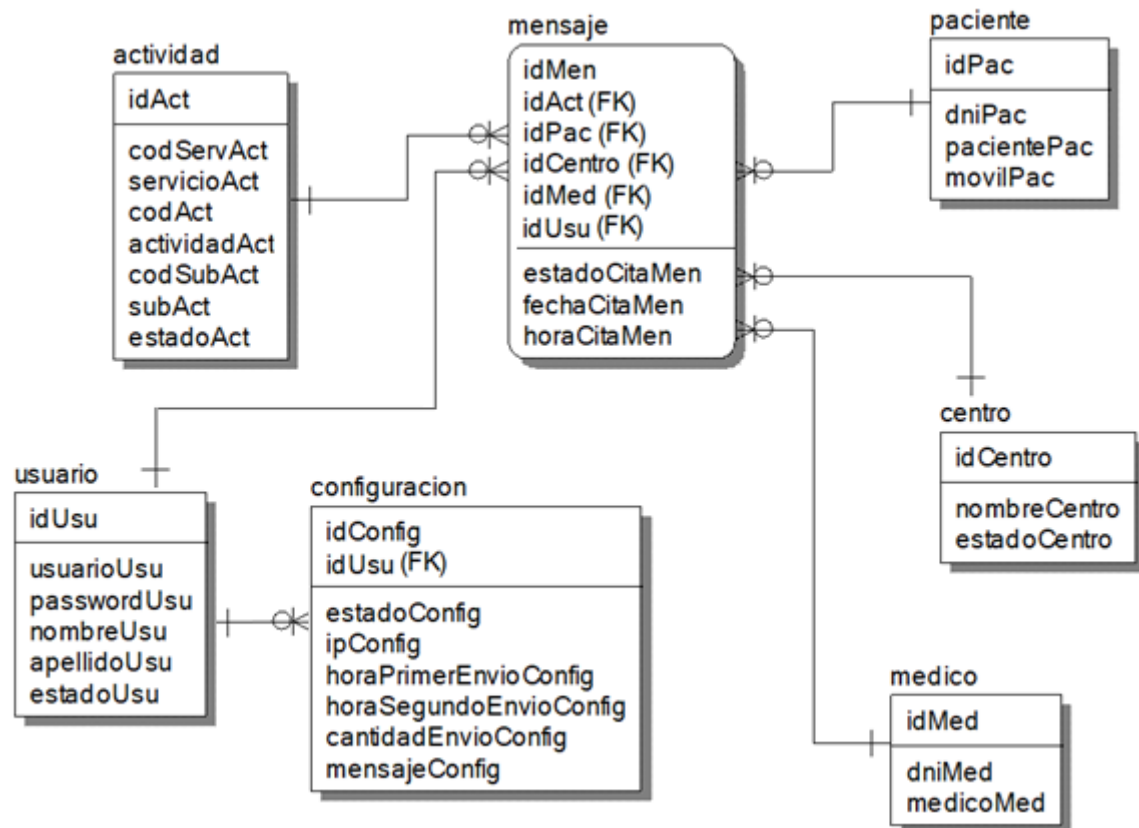 actividad
idAct
codServAct
servicioAct
codAct
actividadAct
codSubAct
subAct
estadoAct
mensaje
idMen
idAct (FK)
idPac (FK)
idCentro (FK)
idMed (FK)
idUsu (FK)
estadoCitaMen
fechaCitaMen
horaCitaMen
paciente
idPac
dniPac
pacientePac
movilPac
centro
idCentro
nombreCentro
estadoCentro
usuario
idUsu
usuarioUsu
passwordUsu
nombreUsu
apellidoUsu
estadoUsu
configuracion
idConfig
idUsu (FK)
estadoConfig
ipConfig
horaPrimerEnvioConfig
horaSegundoEnvioConfig
cantidadEnvioConfig
mensajeConfig
medico
idMed
dniMed
medicoMed